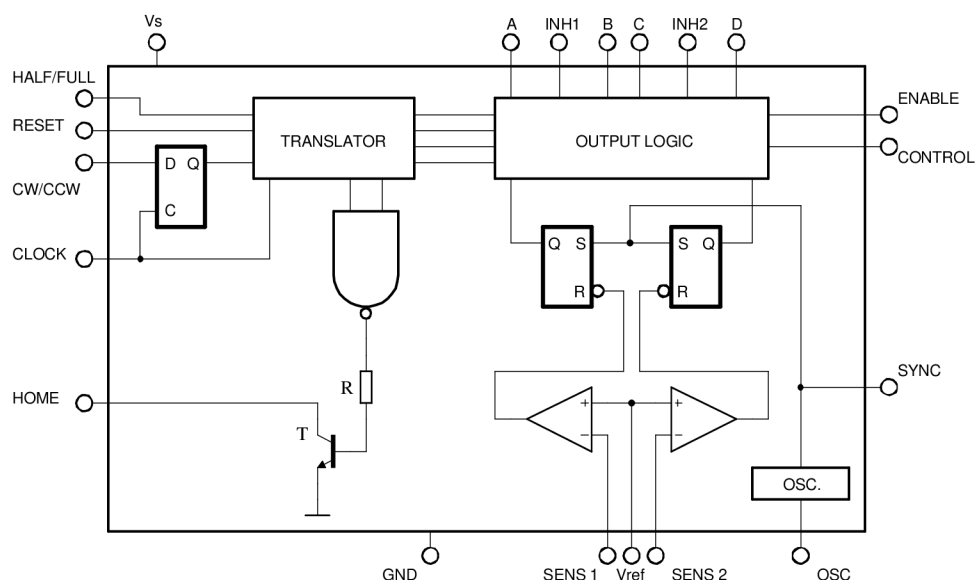 Vs
A
INH1
B
C
INH2
D
HALF/FULL
RESET
CW/CCW
CLOCK
HOME
D
Q
C
TRANSLATOR
OUTPUT LOGIC
ENABLE
CONTROL
Q
S
R
S
Q
R
R
T
+
−
+
−
SYNC
OSC.
GND
SENS 1
Vref
SENS 2
OSC